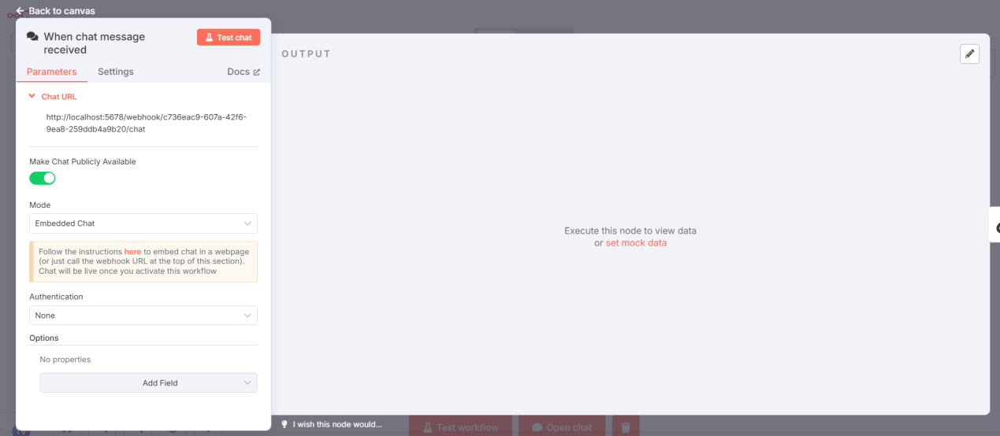 Back to canvas
When chat message
received
Test chat
Parameters
Settings
Docs
Chat URL
http://localhost:5678/webhook/c736eac9-607a-42f6-
9ea8-259ddb4a9b20/chat
Make Chat Publicly Available
Mode
Embedded Chat
Follow the instructions here to embed chat in a webpage
(or just call the webhook URL at the top of this section).
Chat will be live once you activate this workflow
Authentication
None
Options
No properties
Add Field
OUTPUT
Execute this node to view data
or set mock data
I wish this node would...
Test workflow
Open chat